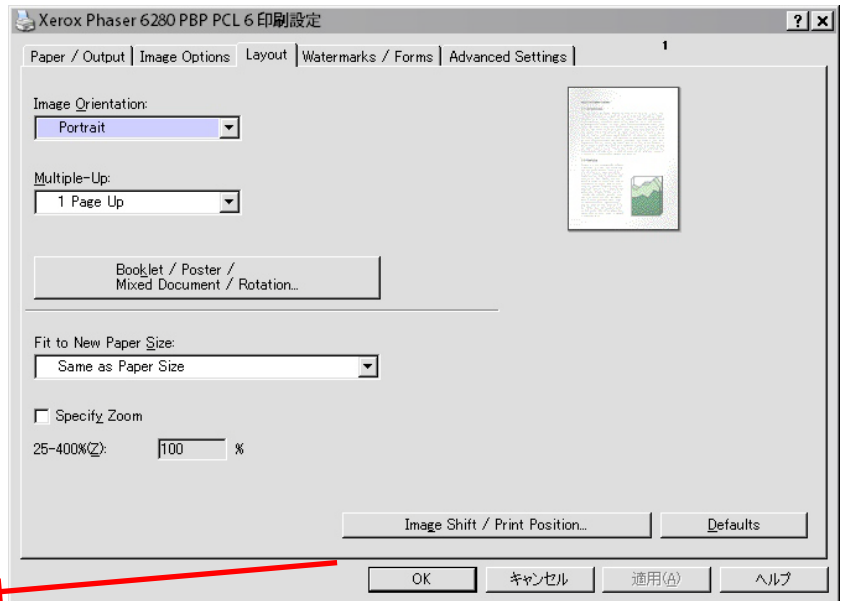 Xerox Phaser 6280 PBP PCL 6 印刷設定
Paper / Output Image Options Layout Watermarks / Forms Advanced Settings
1
Image Orientation:
Portrait
Multiple-Up:
1 Page Up
Booklet / Poster /
Mixed Document / Rotation...
Fit to New Paper Size:
Same as Paper Size
Specify Zoom
25-400%(Z): 100 %
Image Shift / Print Position... Defaults
OK キャンセル 適用(A) ヘルプ